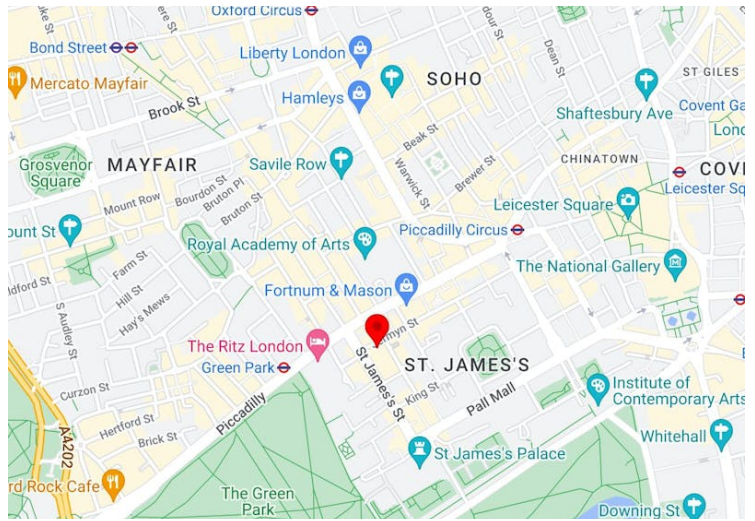 Oxford Circus
Bond Street
Liberty London
Dean St
SOHO
ST GILES
Mercato Mayfair
Hamleys
Brook St
Shaftesbury Ave
Covent Ga
Beak St
Grosvenor
Square
MAYFAIR
Savile Row
Warwick St
Brewer St
CHINATOWN
COVE
Bourdon St
Bruton Pl
Leicester Sq
Mount Row
Bruton St
Leicester Square
ount St
Royal Academy of Arts
Piccadilly Circus
Farm St
The National Gallery
Hill St
Fortnum & Mason
Hay's Mews
S Audley St
The Ritz London
St James's St
ST. JAMES'S
Green Park
Curzon St
Piccadilly
King St
Pall Mall
Institute of
Contemporary Arts
Hertford St
A4202
Brick St
Whitehall
St James's Palace
rd Rock Cafe
The Green
Park
Downing St